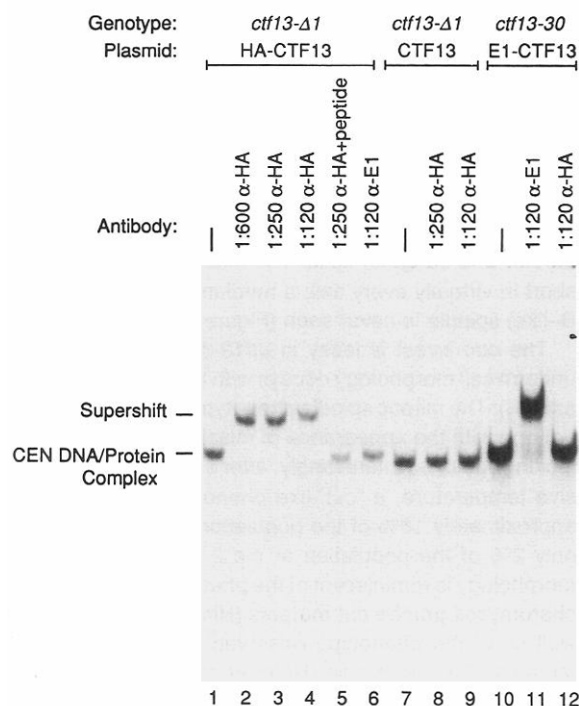 Genotype: ctf13-Δ1 ctf13-Δ1 ctf13-30
Plasmid: HA-CTF13 CTF13 E1-CTF13
Antibody: | 1:600 α-HA 1:250 α-HA 1:120 α-HA 1:250 α-HA+peptide 1:120 α-E1 | 1:250 α-HA 1:120 α-HA | 1:120 α-E1 1:120 α-HA
Supershift
CEN DNA/Protein
Complex
1 2 3 4 5 6 7 8 9 10 11 12